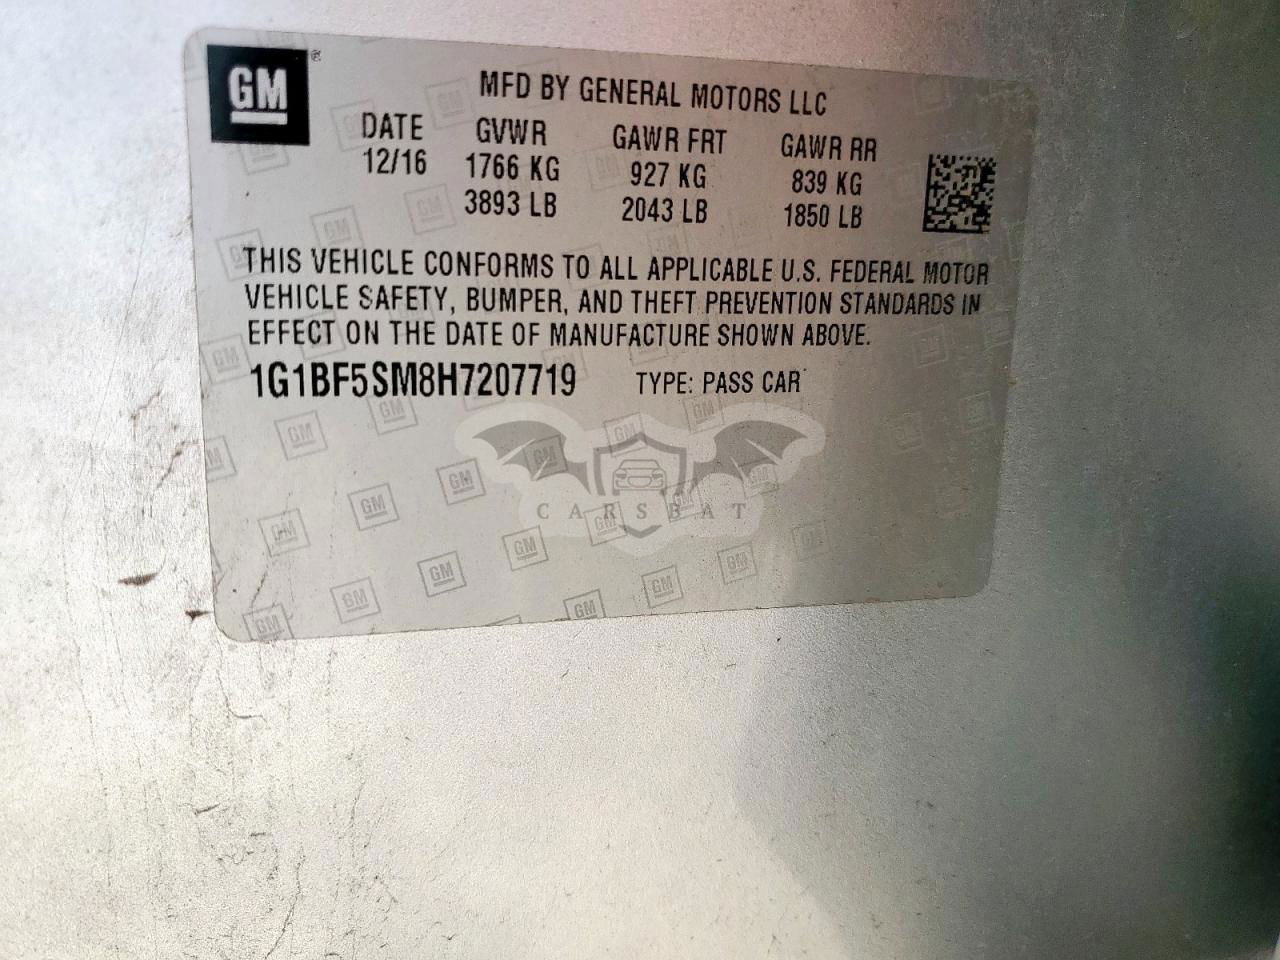 GM ®
MFD BY GENERAL MOTORS LLC
DATE GVWR GAWR FRT GAWR RR
12/16 1766 KG 927 KG 839 KG
3893 LB 2043 LB 1850 LB
THIS VEHICLE CONFORMS TO ALL APPLICABLE U.S. FEDERAL MOTOR
VEHICLE SAFETY, BUMPER, AND THEFT PREVENTION STANDARDS IN
EFFECT ON THE DATE OF MANUFACTURE SHOWN ABOVE.
1G1BF5SM8H7207719 TYPE: PASS CAR
CARSBAT